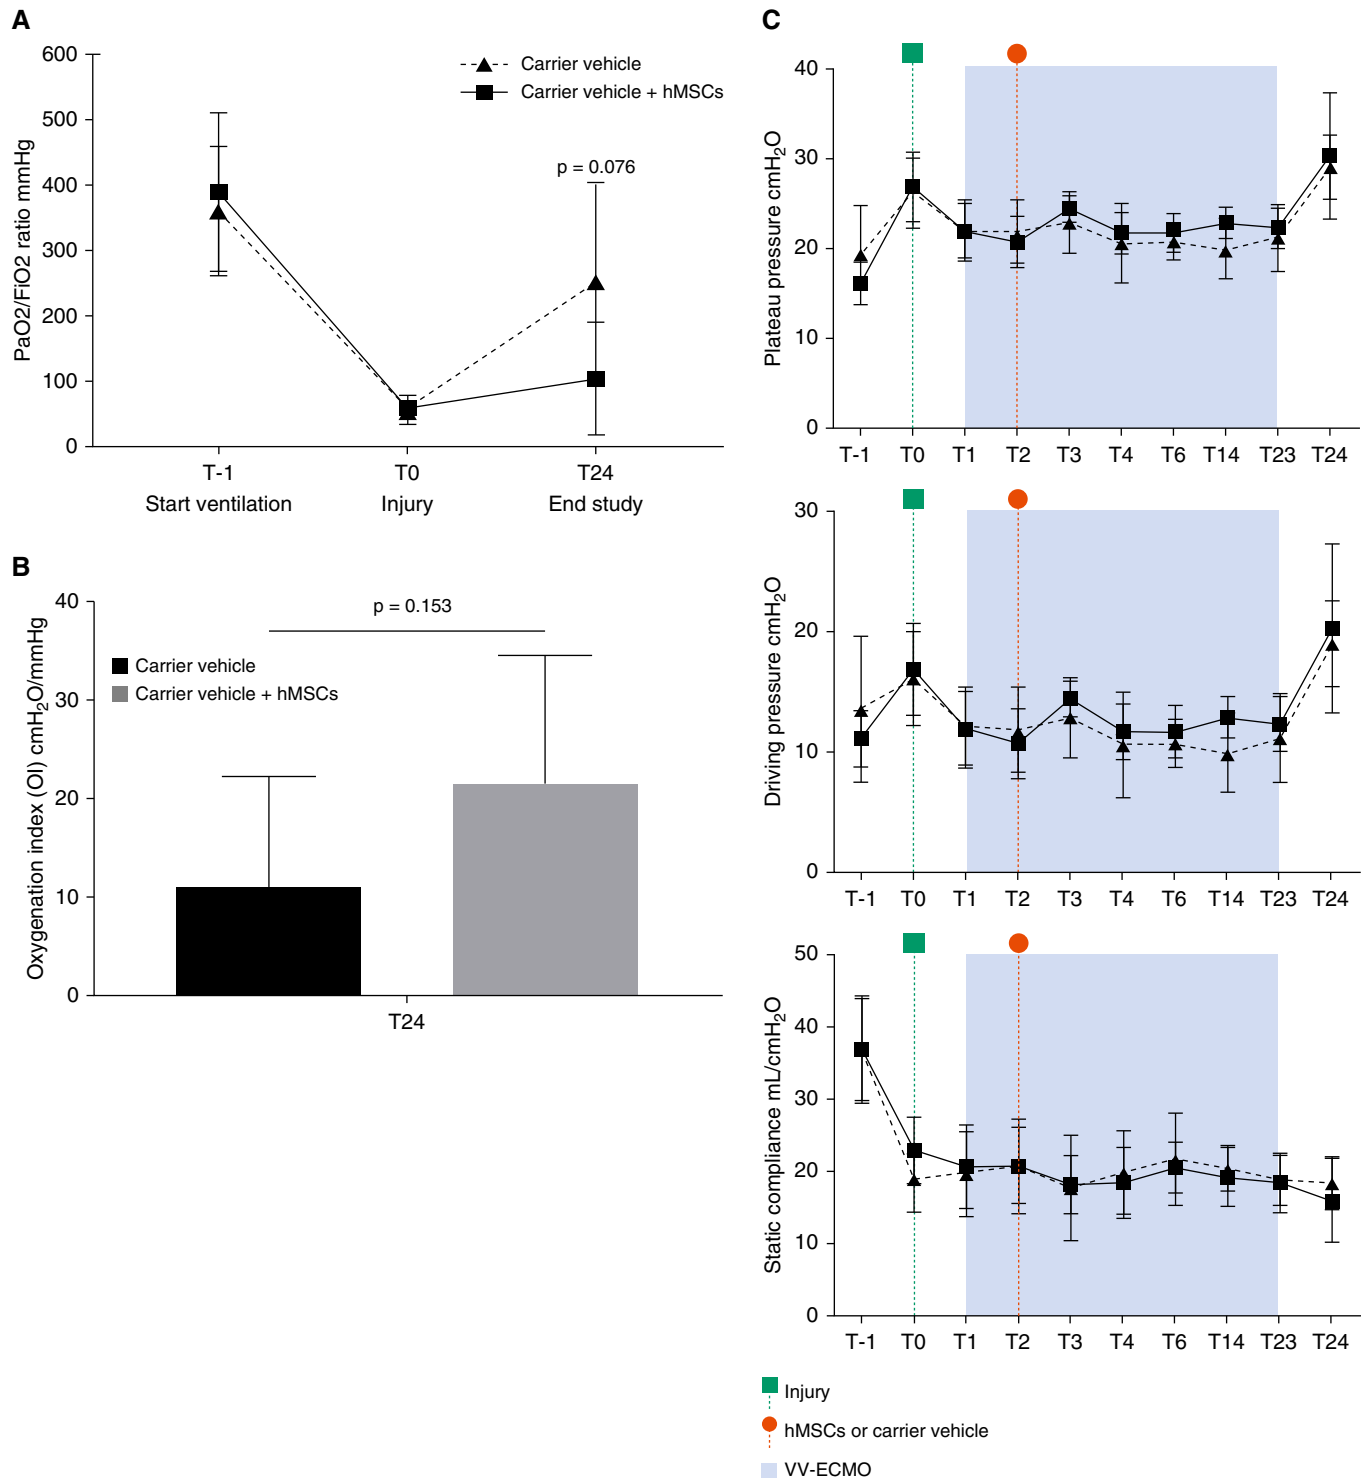 A
600
500
400
300
200
100
0
PaO2/FiO2 ratio mmHg
Carrier vehicle
Carrier vehicle + hMSCs
p = 0.076
T-1
T0
T24
Start ventilation
Injury
End study
B
40
30
20
10
0
Oxygenation index (OI) cmH₂O/mmHg
p = 0.153
Carrier vehicle
Carrier vehicle + hMSCs
T24
C
40
30
20
10
0
Plateau pressure cmH₂O
T-1 T0 T1 T2 T3 T4 T6 T14 T23 T24
30
20
10
0
Driving pressure cmH₂O
T-1 T0 T1 T2 T3 T4 T6 T14 T23 T24
50
40
30
20
10
0
Static compliance mL/cmH₂O
T-1 T0 T1 T2 T3 T4 T6 T14 T23 T24
Injury
hMSCs or carrier vehicle
VV-ECMO